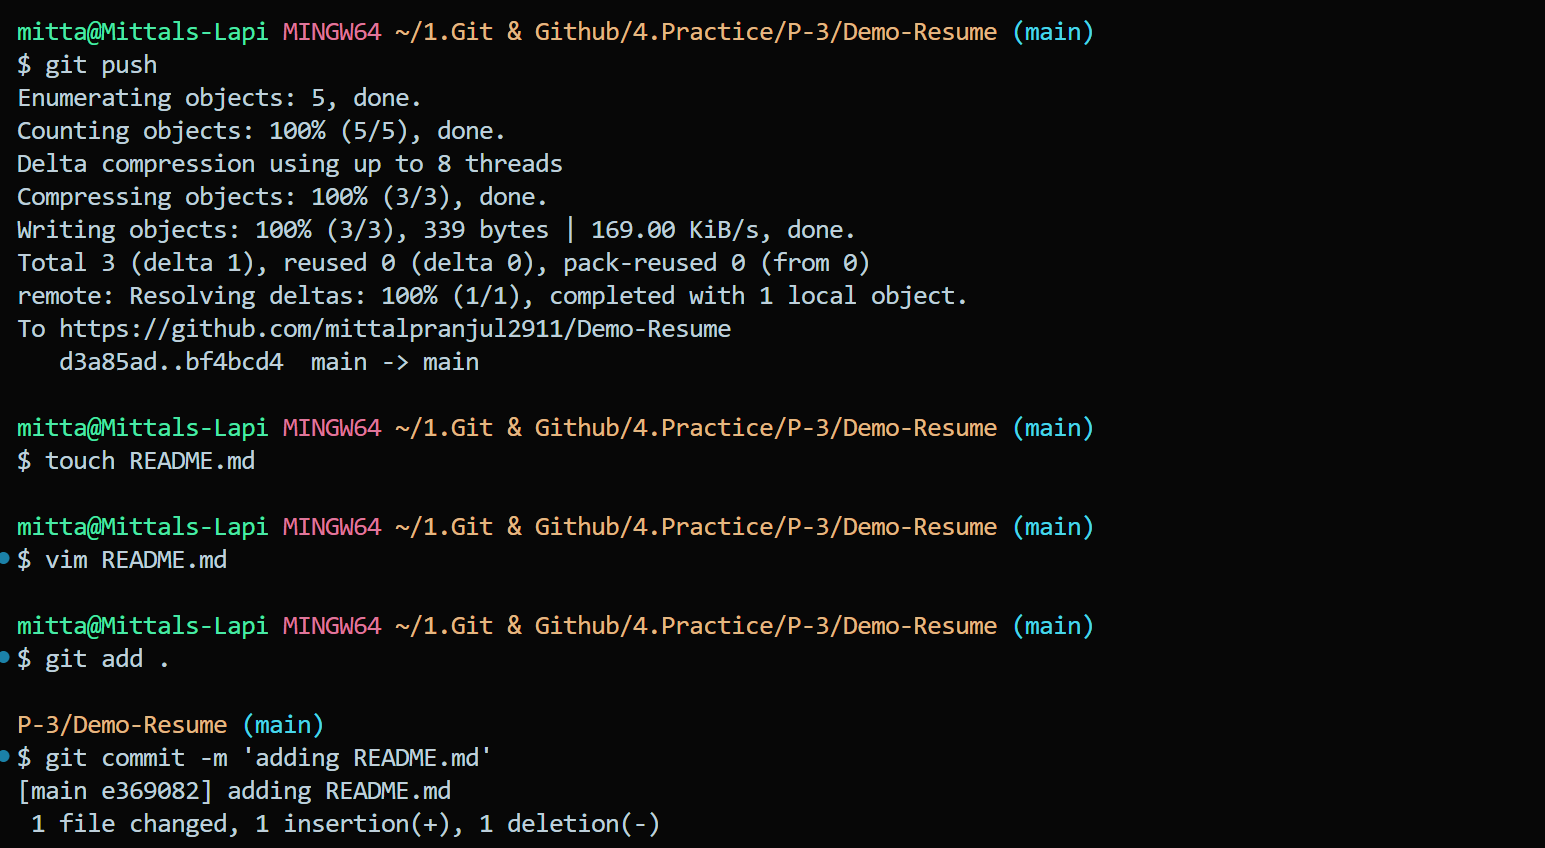 mitta@Mittals-Lapi MINGW64 ~/1.Git & Github/4.Practice/P-3/Demo-Resume (main)
$ git push
Enumerating objects: 5, done.
Counting objects: 100% (5/5), done.
Delta compression using up to 8 threads
Compressing objects: 100% (3/3), done.
Writing objects: 100% (3/3), 339 bytes | 169.00 KiB/s, done.
Total 3 (delta 1), reused 0 (delta 0), pack-reused 0 (from 0)
remote: Resolving deltas: 100% (1/1), completed with 1 local object.
To https://github.com/mittalpranjul2911/Demo-Resume
   d3a85ad..bf4bcd4  main -> main

mitta@Mittals-Lapi MINGW64 ~/1.Git & Github/4.Practice/P-3/Demo-Resume (main)
$ touch README.md

mitta@Mittals-Lapi MINGW64 ~/1.Git & Github/4.Practice/P-3/Demo-Resume (main)
$ vim README.md

mitta@Mittals-Lapi MINGW64 ~/1.Git & Github/4.Practice/P-3/Demo-Resume (main)
$ git add .

P-3/Demo-Resume (main)
$ git commit -m 'adding README.md'
[main e369082] adding README.md
 1 file changed, 1 insertion(+), 1 deletion(-)